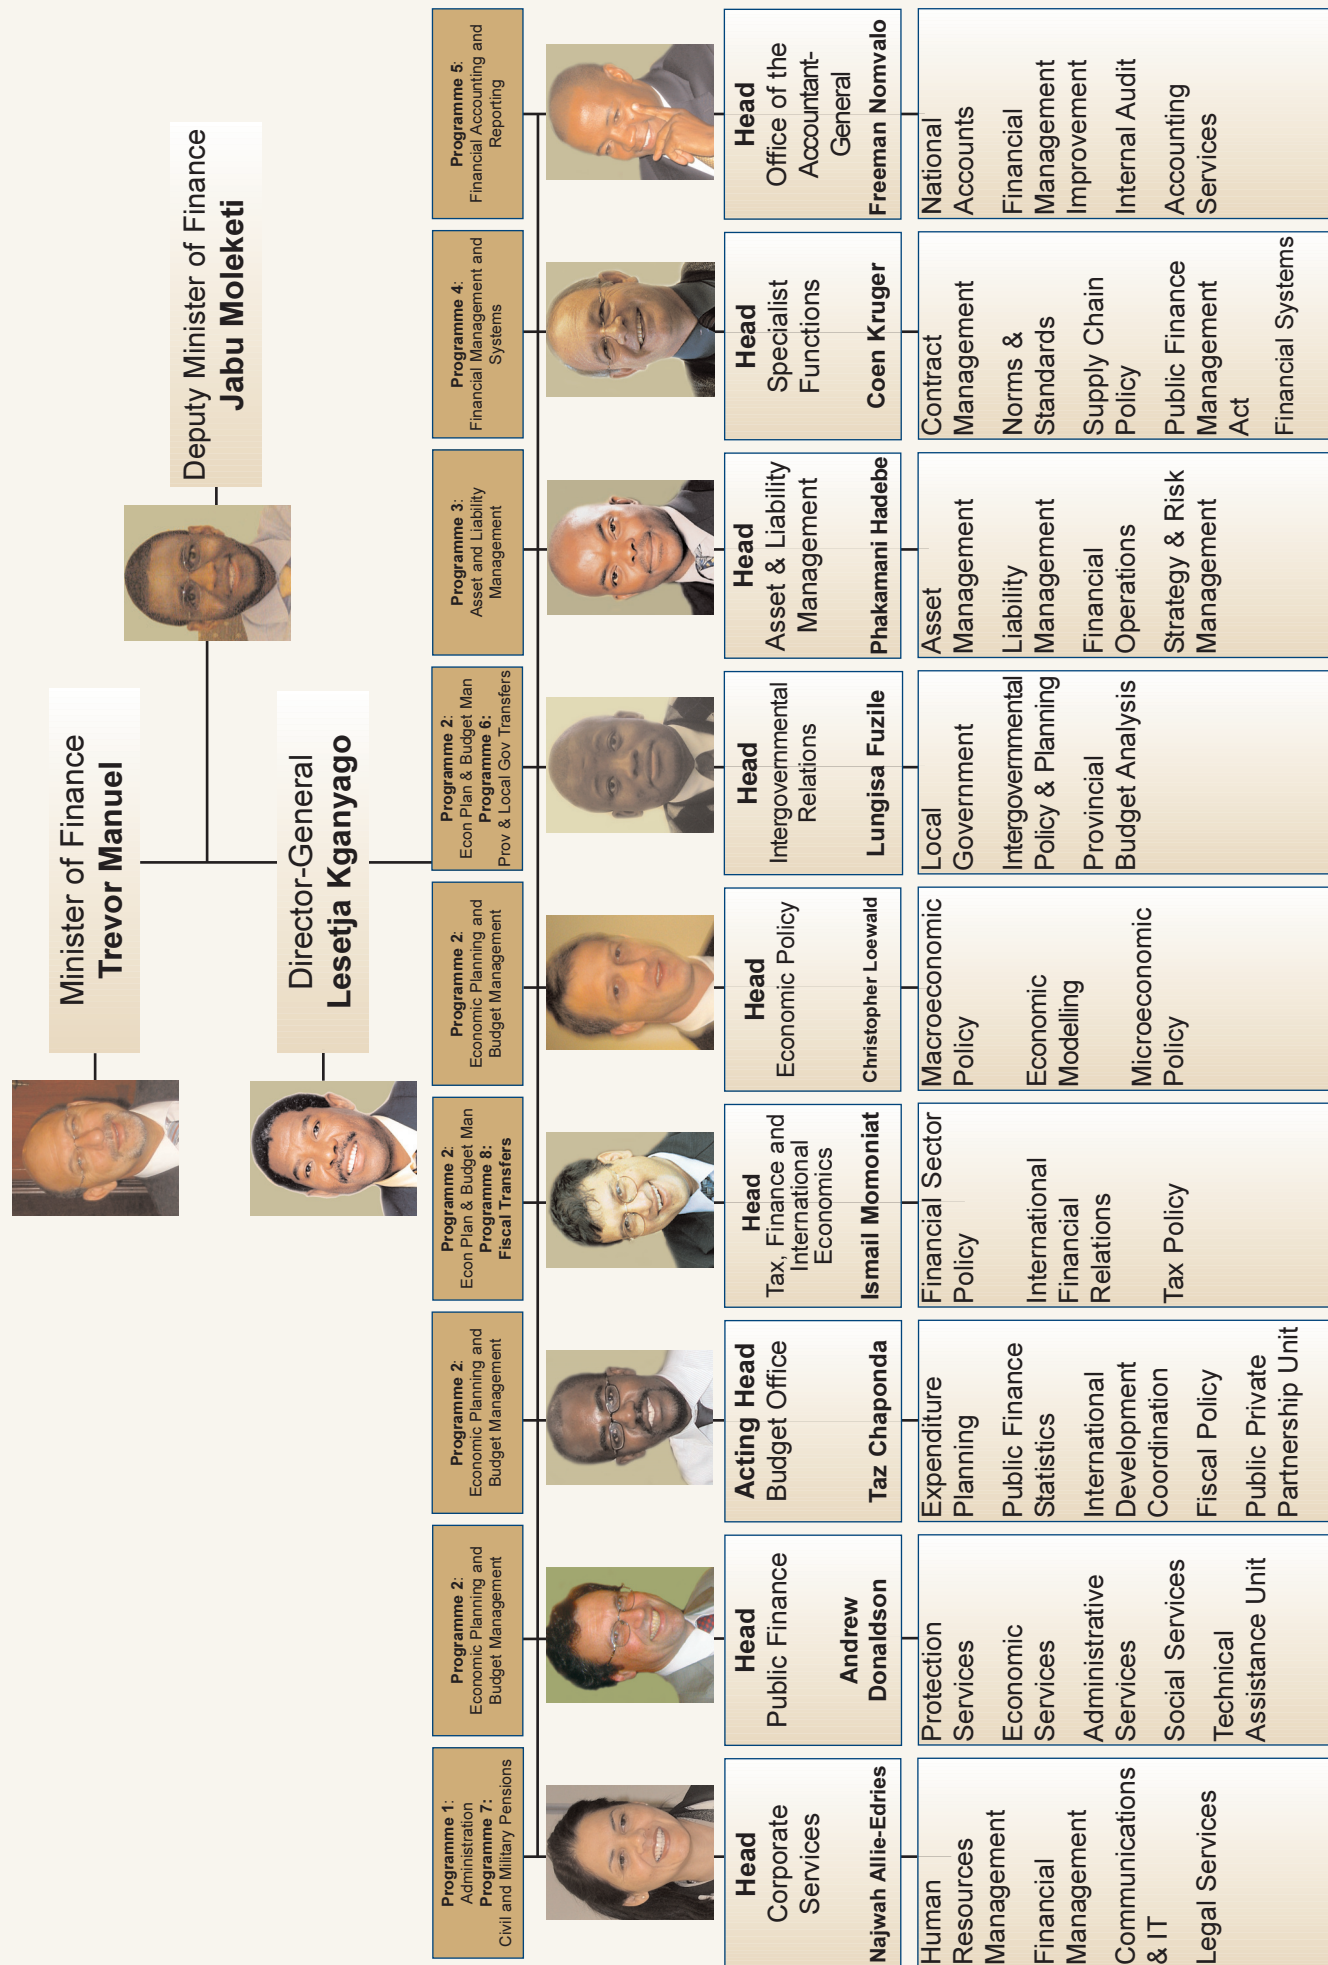 Minister of Finance
Trevor Manuel
Deputy Minister of Finance
Jabu Moleketi
Director-General
Lesetja Kganyago
Programme 1:
Administration
Programme 7:
Civil and Military Pensions
Programme 2:
Economic Planning and
Budget Management
Programme 2:
Economic Planning and
Budget Management
Programme 2:
Econ Plan & Budget Man
Programme 8:
Fiscal Transfers
Programme 2:
Economic Planning and
Budget Management
Programme 2:
Econ Plan & Budget Man
Programme 6:
Prov & Local Gov Transfers
Programme 3:
Asset and Liability
Management
Programme 4:
Financial Management and
Systems
Programme 5:
Financial Accounting and
Reporting
Head
Corporate
Services
Najwah Allie-Edries
Head
Public Finance
Andrew
Donaldson
Acting Head
Budget Office
Taz Chaponda
Head
Tax, Finance and
International
Economics
Ismail Momoniat
Head
Economic Policy
Christopher Loewald
Head
Intergovernmental
Relations
Lungisa Fuzile
Head
Asset & Liability
Management
Phakamani Hadebe
Head
Specialist
Functions
Coen Kruger
Head
Office of the
Accountant-
General
Freeman Nomvalo
Human
Resources
Management
Financial
Management
Communications
& IT
Legal Services
Protection
Services
Economic
Services
Administrative
Services
Social Services
Technical
Assistance Unit
Expenditure
Planning
Public Finance
Statistics
International
Development
Coordination
Fiscal Policy
Public Private
Partnership Unit
Financial Sector
Policy
International
Financial
Relations
Tax Policy
Macroeconomic
Policy
Economic
Modelling
Microeconomic
Policy
Local
Government
Intergovernmental
Policy & Planning
Provincial
Budget Analysis
Asset
Management
Liability
Management
Financial
Operations
Strategy & Risk
Management
Contract
Management
Norms &
Standards
Supply Chain
Policy
Public Finance
Management
Act
Financial Systems
National
Accounts
Financial
Management
Improvement
Internal Audit
Accounting
Services